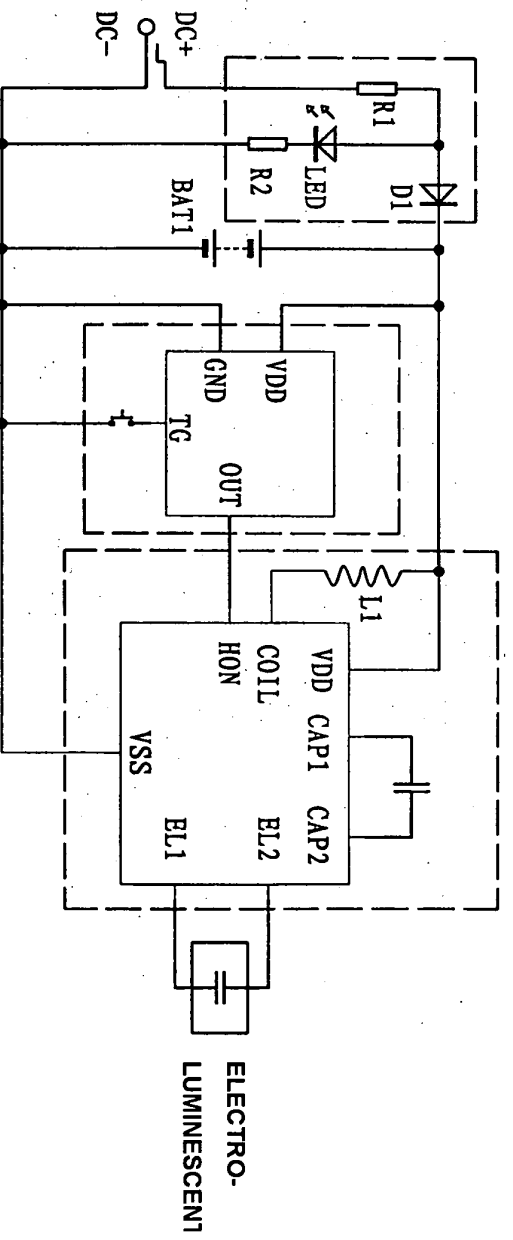 DC+
DC-
R1
LED
R2
D1
BAT1
VDD
GND
TG
OUT
L1
VDD
COIL
HON
CAP1
CAP2
VSS
EL2
EL1
ELECTRO-
LUMINESCENT